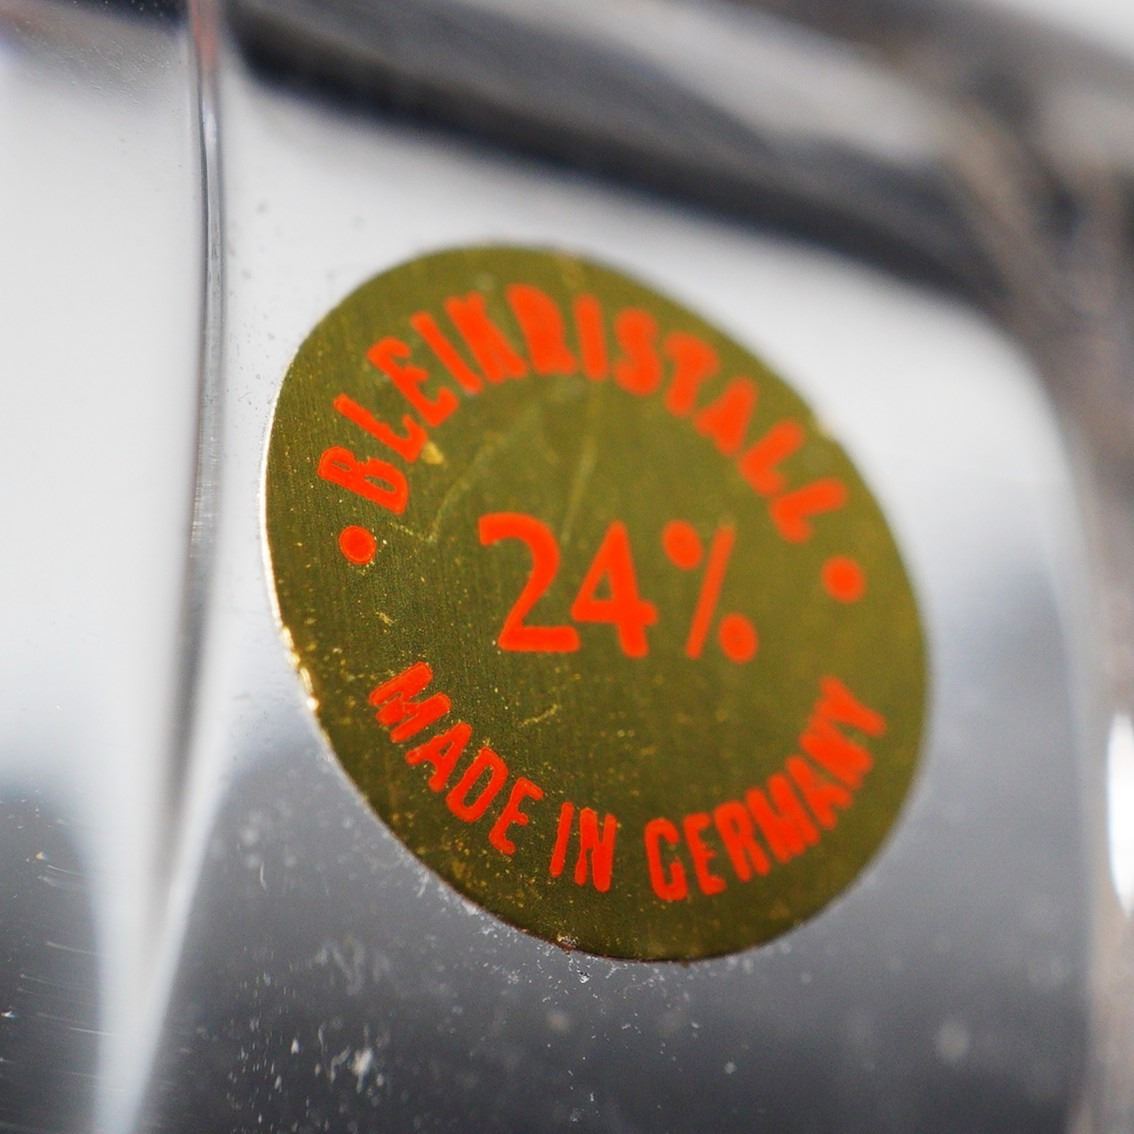 • BLEIKRISTALL •
24%
MADE IN GERMANY